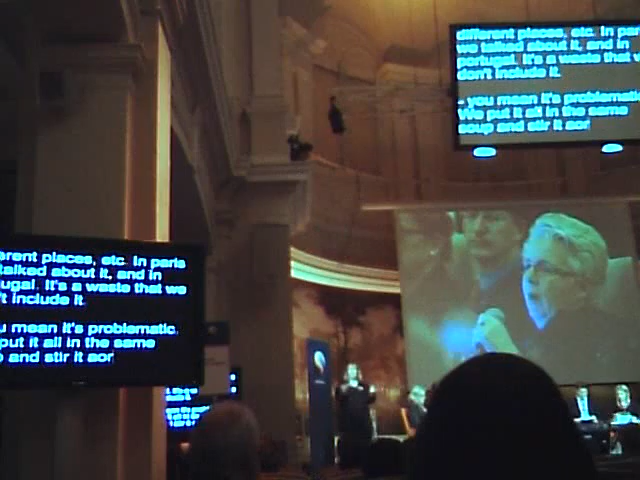 different places, etc. In par
we talked about it, and in
portugal. It's a waste that w
don't include it.
- you mean it's problematic
We put it all in the same
soup and stir it aor
erent places, etc. In paris
talked about it, and in
ugal. It's a waste that we
't include it.
u mean it's problematic.
put it all in the same
and stir it aor